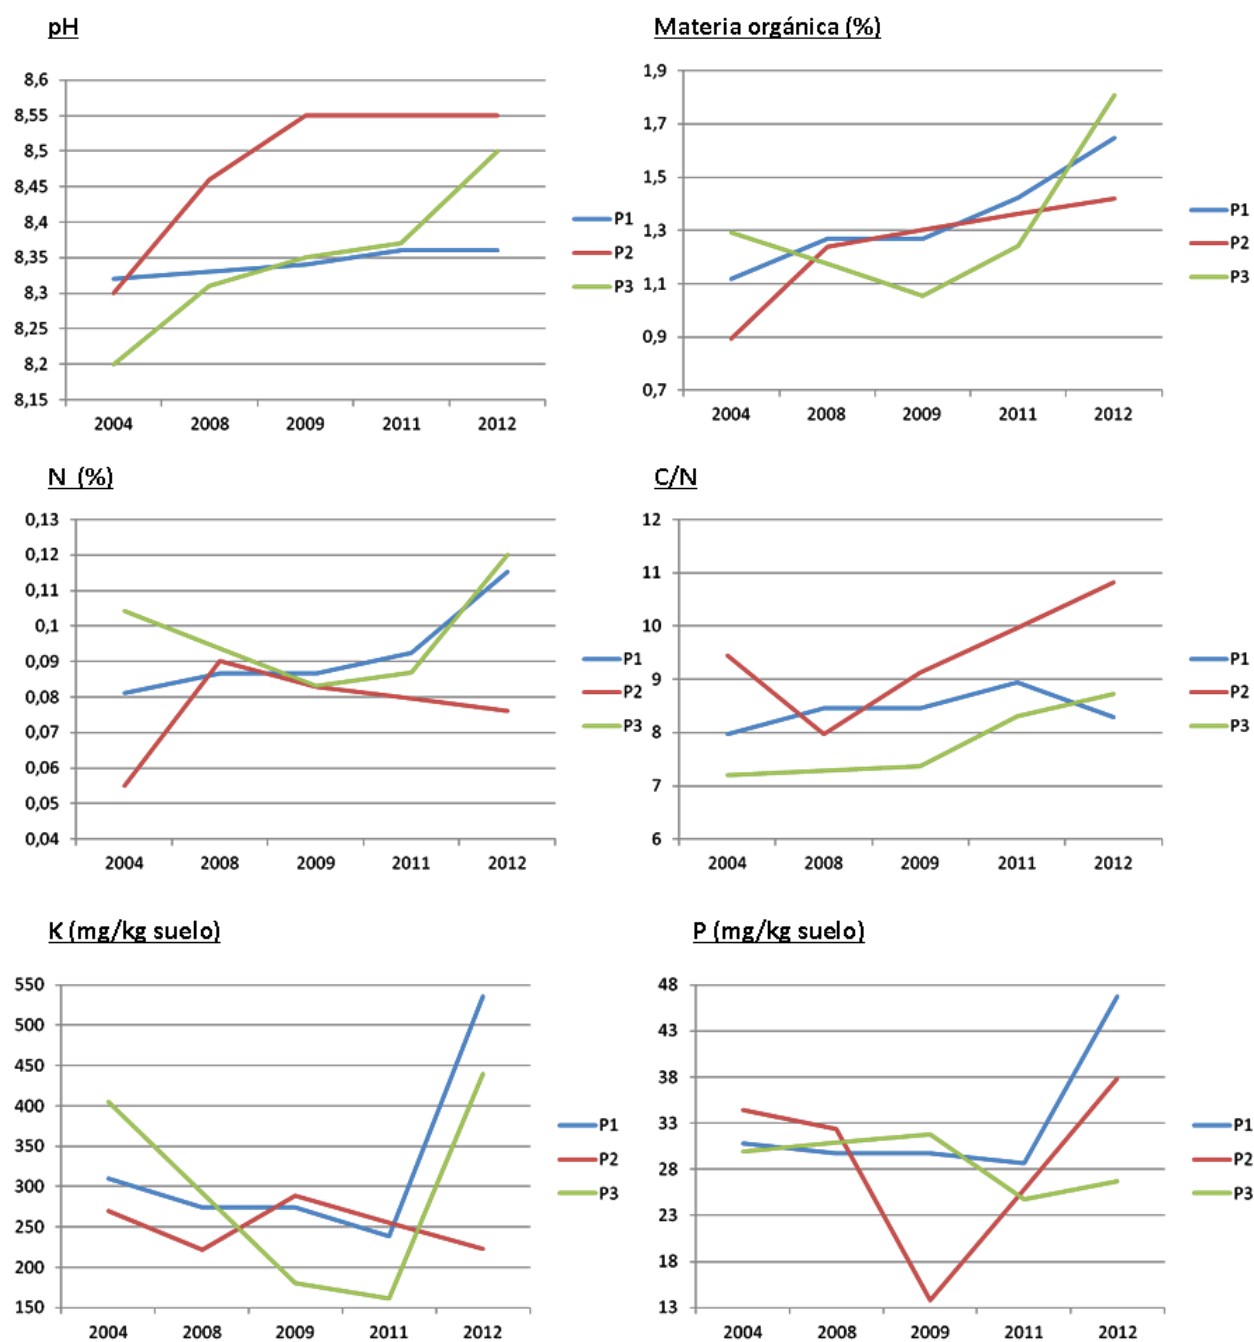 pH
8,6
8,55
8,5
8,45
8,4
8,35
8,3
8,25
8,2
8,15
2004 2008 2009 2011 2012
P1
P2
P3
Materia orgánica (%)
1,9
1,7
1,5
1,3
1,1
0,9
0,7
2004 2008 2009 2011 2012
P1
P2
P3
N (%)
0,13
0,12
0,11
0,1
0,09
0,08
0,07
0,06
0,05
0,04
2004 2008 2009 2011 2012
P1
P2
P3
C/N
12
11
10
9
8
7
6
2004 2008 2009 2011 2012
P1
P2
P3
K (mg/kg suelo)
550
500
450
400
350
300
250
200
150
2004 2008 2009 2011 2012
P1
P2
P3
P (mg/kg suelo)
48
43
38
33
28
23
18
13
2004 2008 2009 2011 2012
P1
P2
P3